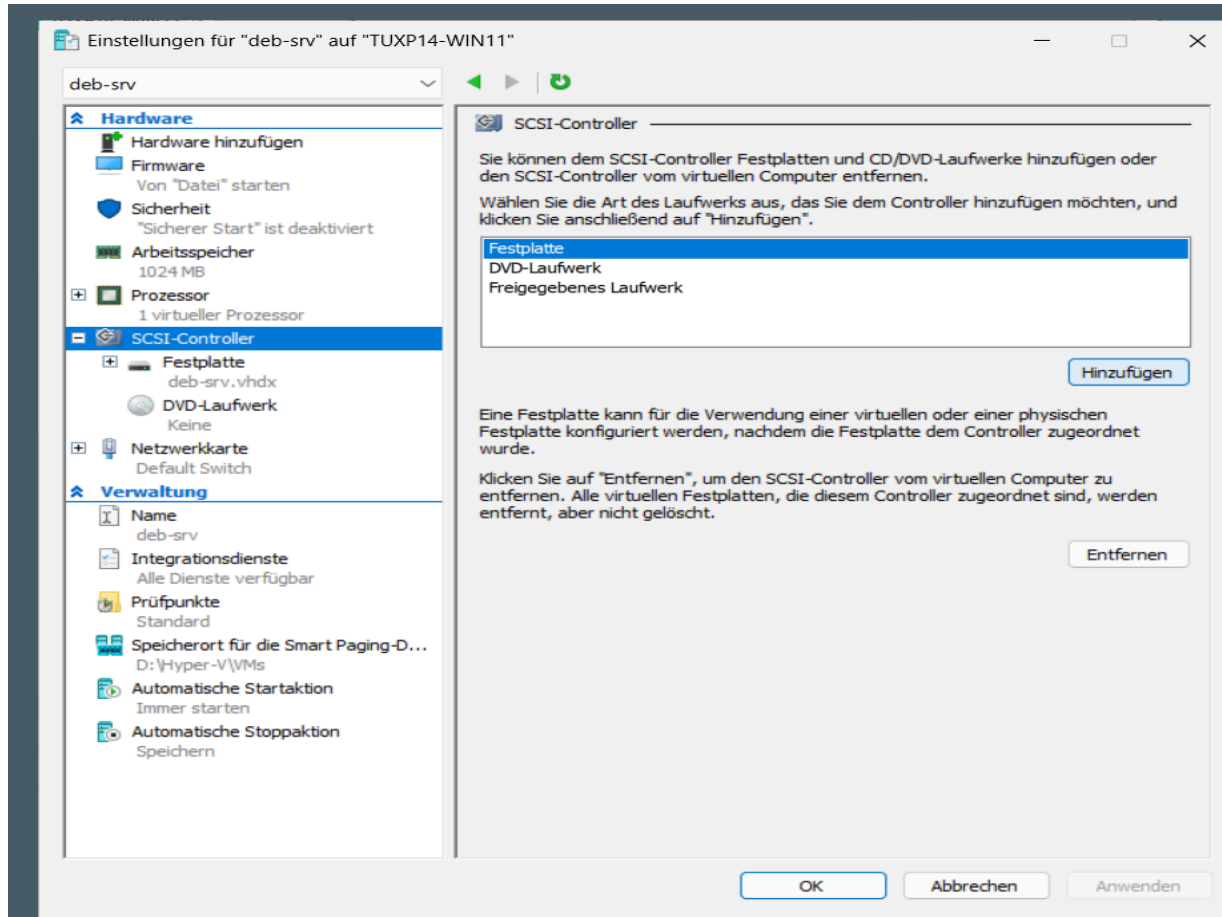 Einstellungen für "deb-srv" auf "TUXP14-WIN11"
deb-srv
Hardware
Hardware hinzufügen
Firmware
Von "Datei" starten
Sicherheit
"Sicherer Start" ist deaktiviert
Arbeitsspeicher
1024 MB
Prozessor
1 virtueller Prozessor
SCSI-Controller
Festplatte
deb-srv.vhdx
DVD-Laufwerk
Keine
Netzwerkkarte
Default Switch
Verwaltung
Name
deb-srv
Integrationsdienste
Alle Dienste verfügbar
Prüfpunkte
Standard
Speicherort für die Smart Paging-D...
D:\Hyper-V\VMs
Automatische Startaktion
Immer starten
Automatische Stoppaktion
Speichern
SCSI-Controller
Sie können dem SCSI-Controller Festplatten und CD/DVD-Laufwerke hinzufügen oder
den SCSI-Controller vom virtuellen Computer entfernen.
Wählen Sie die Art des Laufwerks aus, das Sie dem Controller hinzufügen möchten, und
klicken Sie anschließend auf "Hinzufügen".
Festplatte
DVD-Laufwerk
Freigegebenes Laufwerk
Hinzufügen
Eine Festplatte kann für die Verwendung einer virtuellen oder einer physischen
Festplatte konfiguriert werden, nachdem die Festplatte dem Controller zugeordnet
wurde.
Klicken Sie auf "Entfernen", um den SCSI-Controller vom virtuellen Computer zu
entfernen. Alle virtuellen Festplatten, die diesem Controller zugeordnet sind, werden
entfernt, aber nicht gelöscht.
Entfernen
OK
Abbrechen
Anwenden